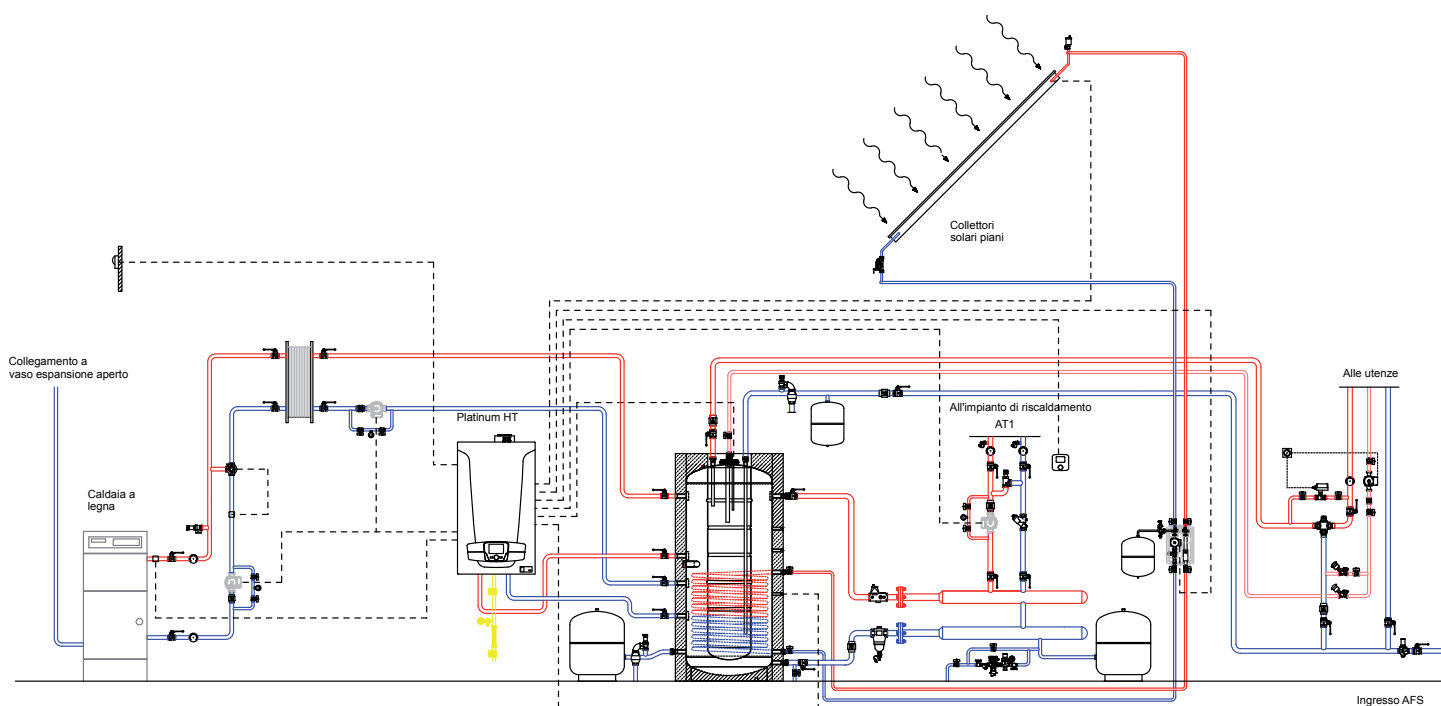 Collettori
solari piani
Collegamento a
vaso espansione aperto
Alle utenze
Platinum HT
All'impianto di riscaldamento
AT1
Caldaia a
legna
Ingresso AFS